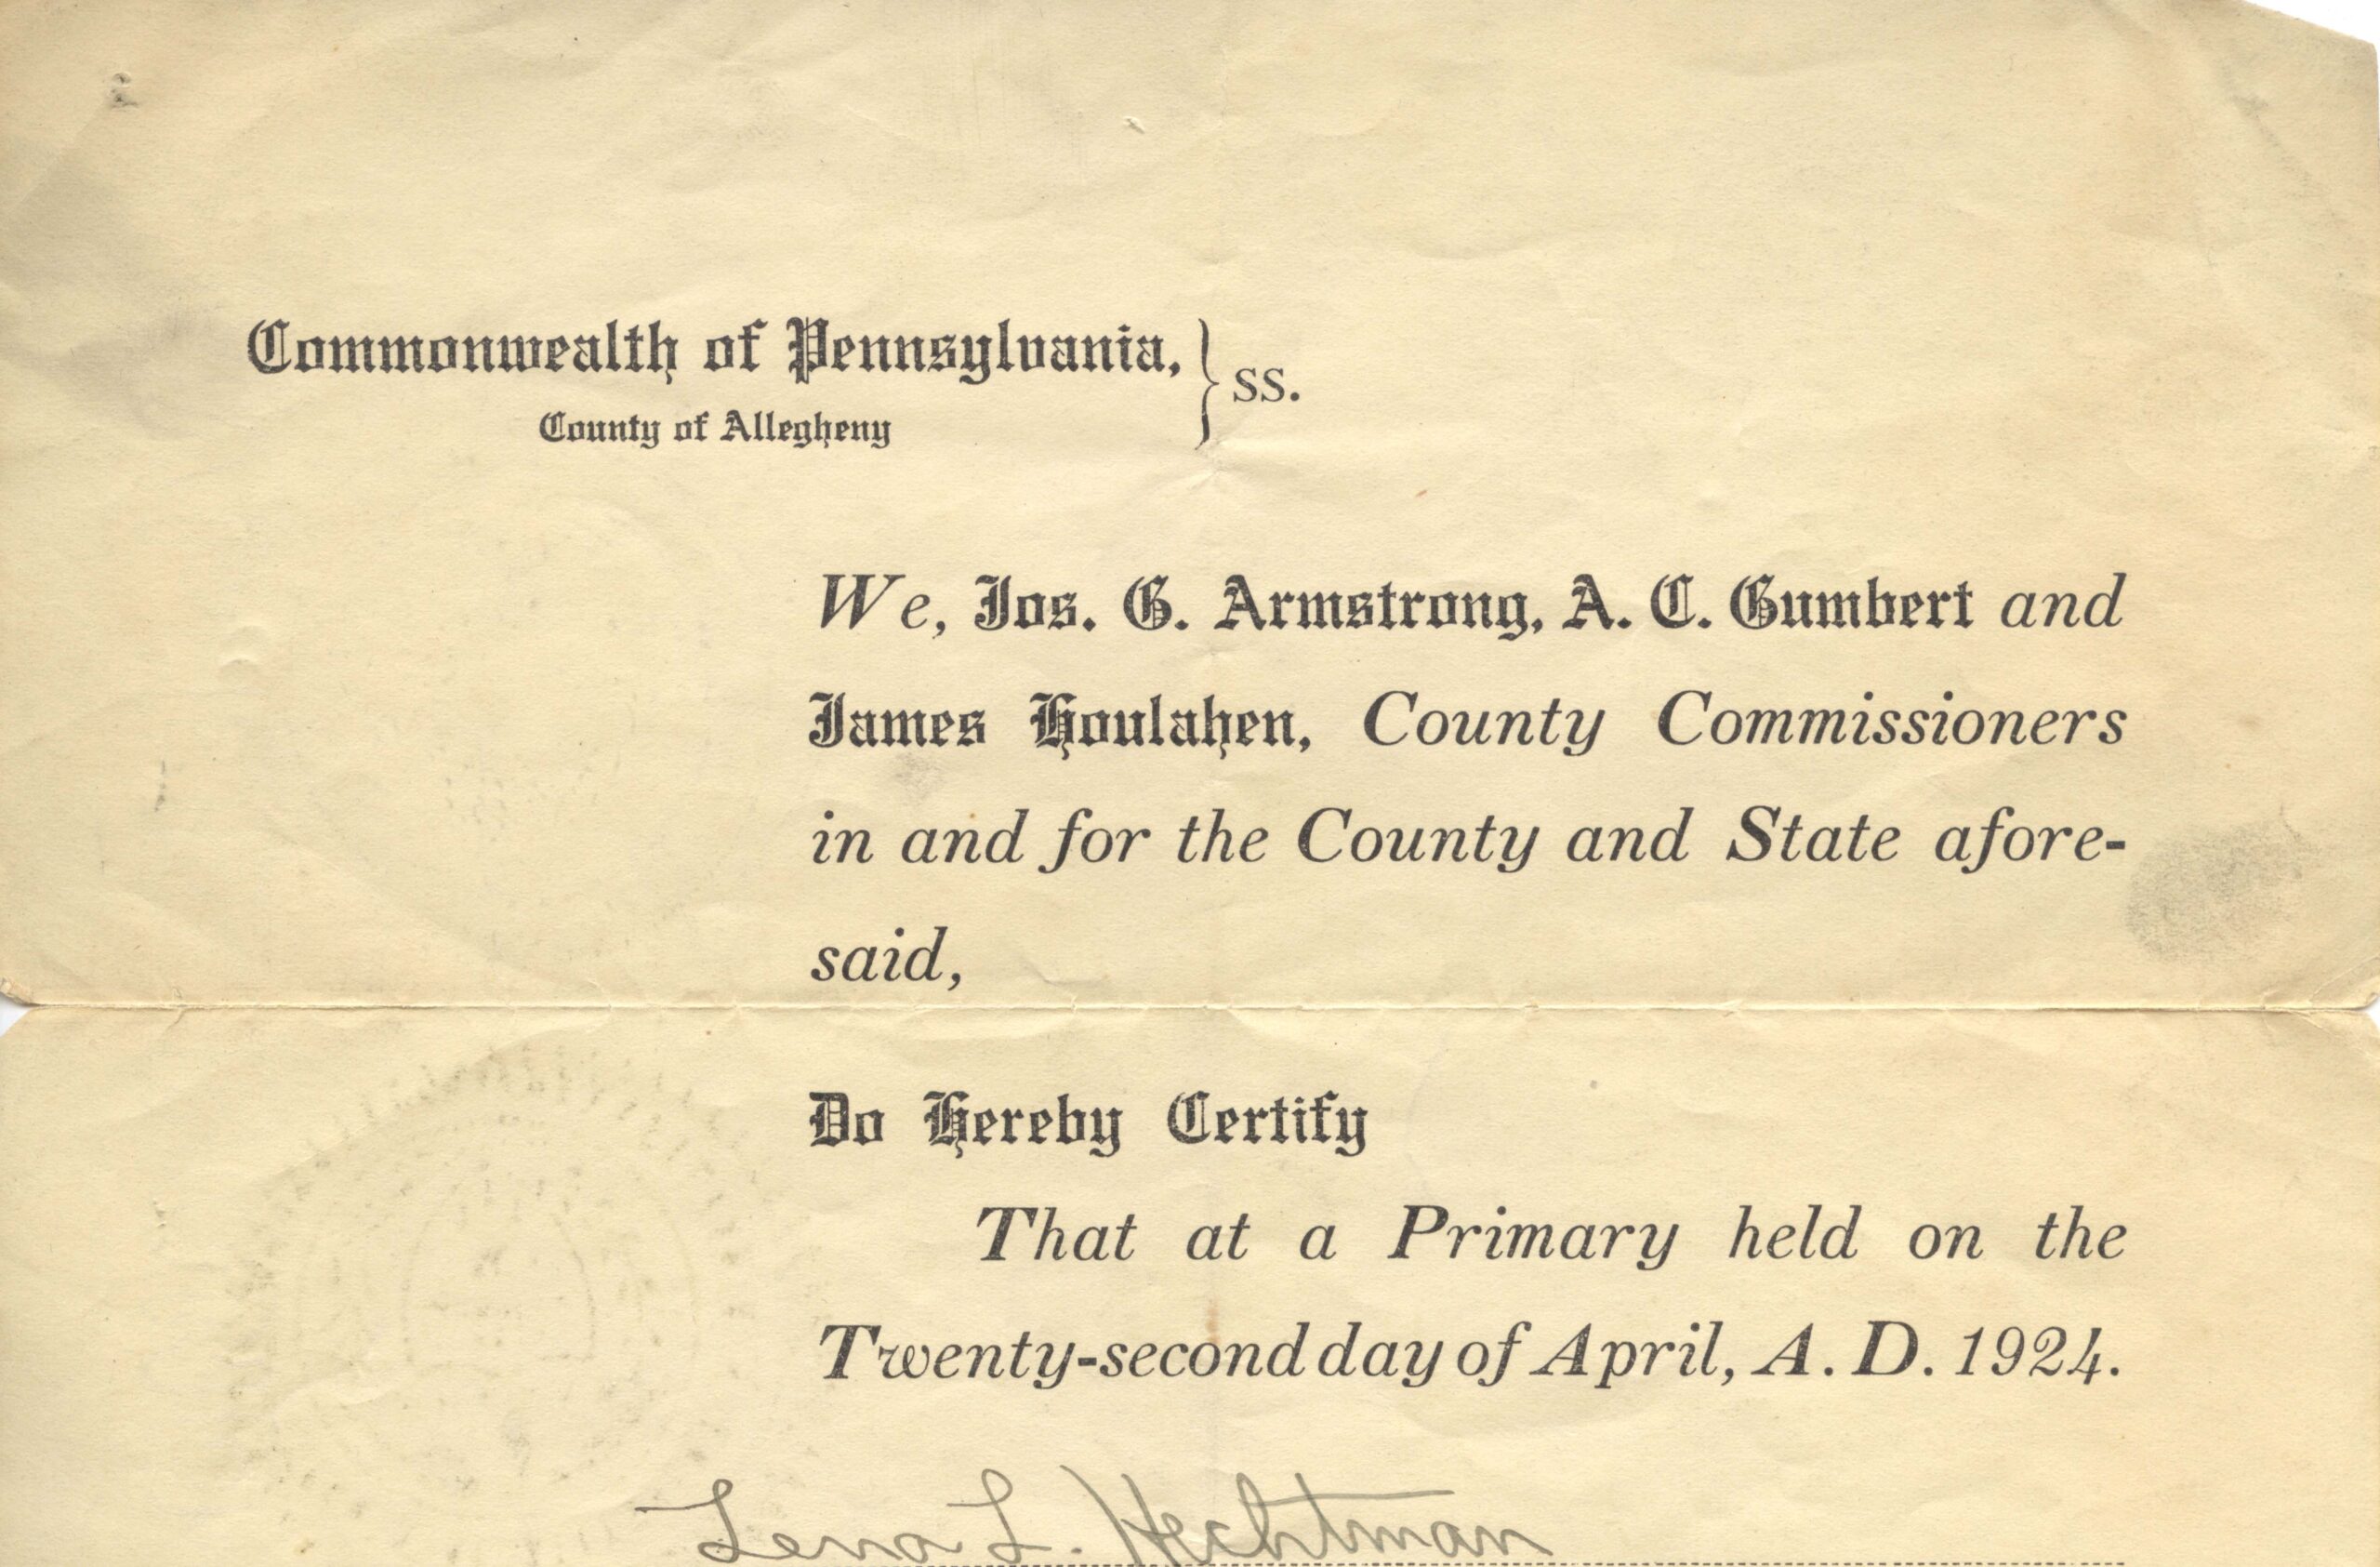 Commonwealth of Pennsylvania,
County of Allegheny
} ss.
We, Jos. G. Armstrong, A. C. Gumbert and
James Houlahen, County Commissioners
in and for the County and State afore-
said,
Do Hereby Certify
That at a Primary held on the
Twenty-second day of April, A. D. 1924.
Lena L. Hechtman